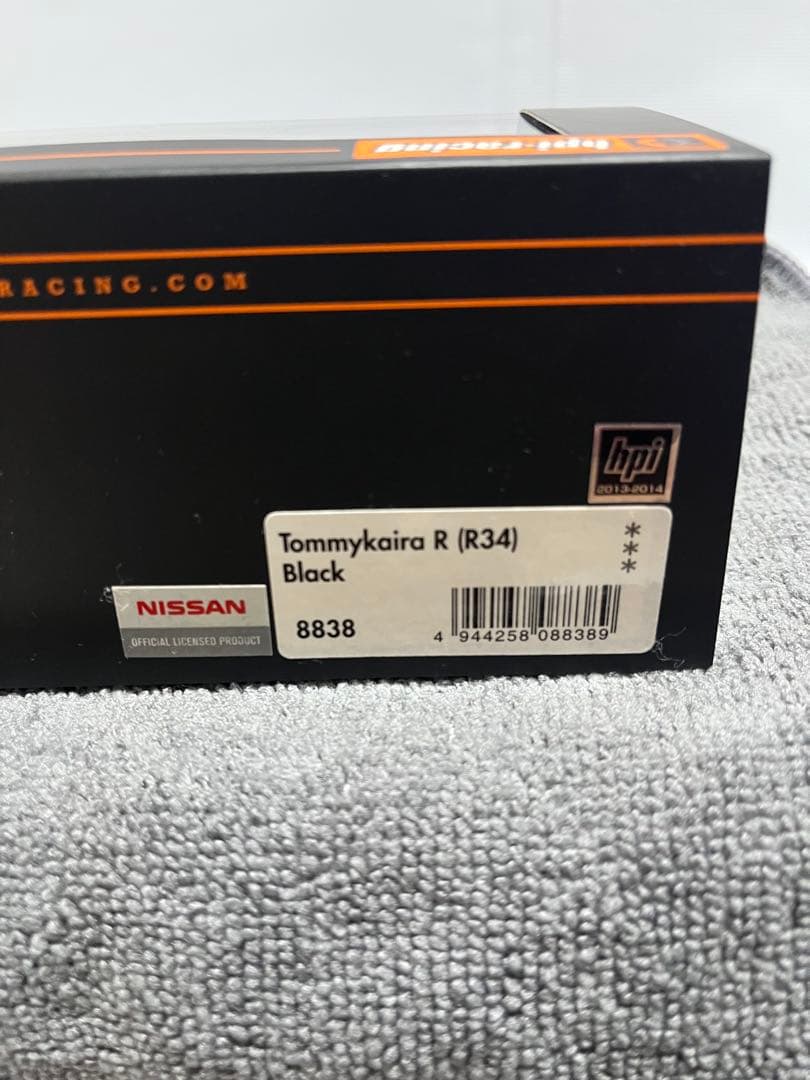 hpi·racing
RACING.COM
hpi
2013-2014
Tommykaira R (R34)
Black
***
NISSAN
OFFICIAL LICENSED PRODUCT
8838
4 944258 088389